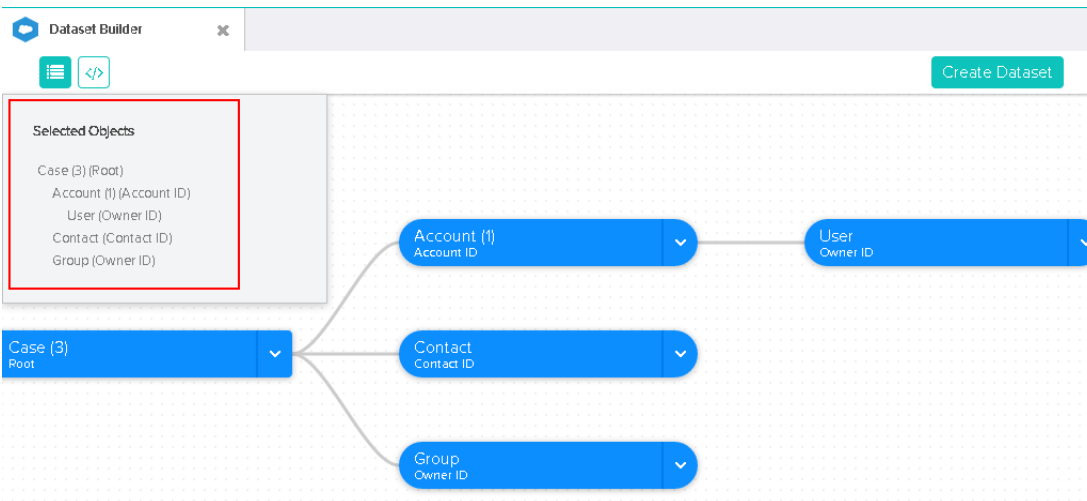 Dataset Builder
</>
Create Dataset
Selected Objects
Case (3) (Root)
Account (1) (Account ID)
User (Owner ID)
Contact (Contact ID)
Group (Owner ID)
Account (1)
Account ID
User
Owner ID
Case (3)
Root
Contact
Contact ID
Group
Owner ID